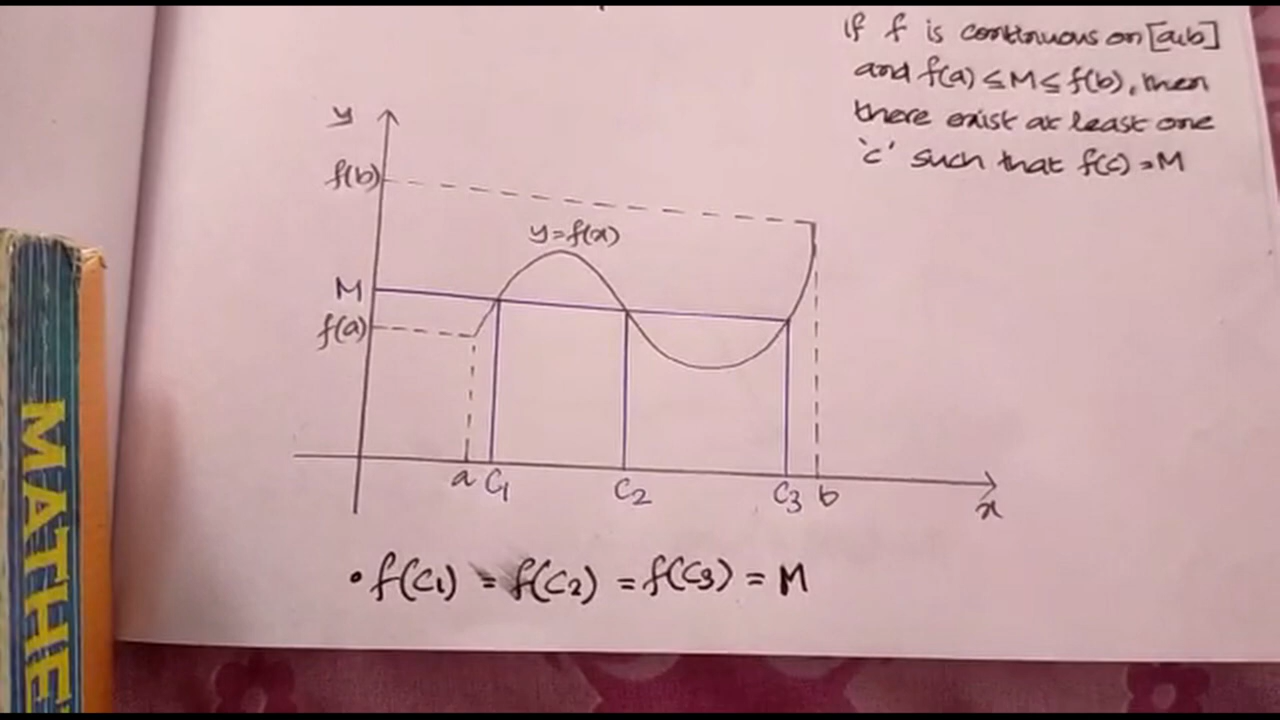 If f is continuous on [a,b]
and f(a) ≤ M ≤ f(b), then
there exist at least one
'c' such that f(c) = M
y
f(b)
y=f(x)
M
f(a)
a C₁ C₂ C₃ b
x
• f(C₁) = f(C₂) = f(C₃) = M
MATHE